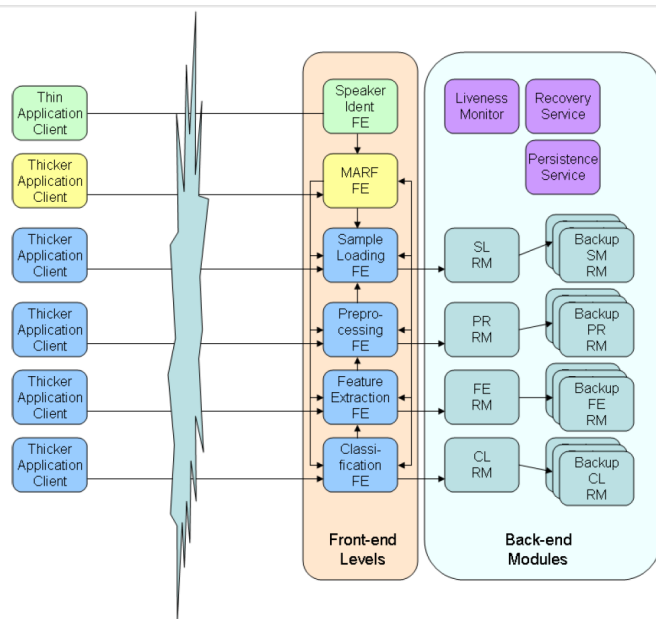 Thin
Application
Client
Speaker
Ident
FE
Liveness
Monitor
Recovery
Service
Persistence
Service
Thicker
Application
Client
MARF
FE
Thicker
Application
Client
Sample
Loading
FE
SL
RM
Backup
SM
RM
Thicker
Application
Client
Preproc-
cessing
FE
PR
RM
Backup
PR
RM
Thicker
Application
Client
Feature
Extraction
FE
FE
RM
Backup
FE
RM
Thicker
Application
Client
Classi-
fication
FE
CL
RM
Backup
CL
RM
Front-end
Levels
Back-end
Modules